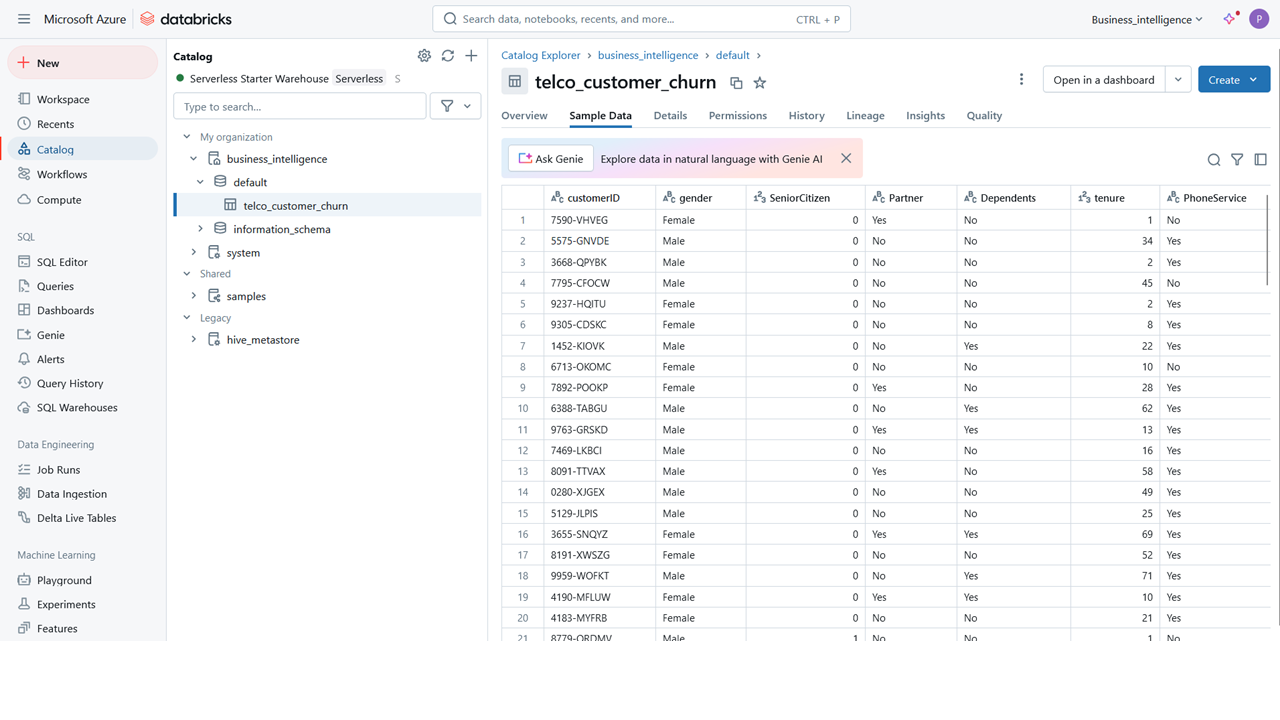 Microsoft Azure databricks Search data, notebooks, recents, and more... CTRL + P Business_intelligence P
New
Workspace
Recents
Catalog
Workflows
Compute
SQL
SQL Editor
Queries
Dashboards
Genie
Alerts
Query History
SQL Warehouses
Data Engineering
Job Runs
Data Ingestion
Delta Live Tables
Machine Learning
Playground
Experiments
Features
Catalog
Serverless Starter Warehouse Serverless S
Type to search...
My organization
business_intelligence
default
telco_customer_churn
information_schema
system
Shared
samples
Legacy
hive_metastore
Catalog Explorer > business_intelligence > default >
telco_customer_churn Open in a dashboard Create
Overview Sample Data Details Permissions History Lineage Insights Quality
Ask Genie Explore data in natural language with Genie AI
customerID gender SeniorCitizen Partner Dependents tenure PhoneService
1 7590-VHVEG Female 0 Yes No 1 No
2 5575-GNVDE Male 0 No No 34 Yes
3 3668-QPYBK Male 0 No No 2 Yes
4 7795-CFOCW Male 0 No No 45 No
5 9237-HQITU Female 0 No No 2 Yes
6 9305-CDSKC Female 0 No No 8 Yes
7 1452-KIOVK Male 0 No Yes 22 Yes
8 6713-OKOMC Female 0 No No 10 No
9 7892-POOKP Female 0 Yes No 28 Yes
10 6388-TABGU Male 0 No Yes 62 Yes
11 9763-GRSKD Male 0 Yes Yes 13 Yes
12 7469-LKBCI Male 0 No No 16 Yes
13 8091-TTVAX Male 0 Yes No 58 Yes
14 0280-XJGEX Male 0 No No 49 Yes
15 5129-JLPIS Male 0 No No 25 Yes
16 3655-SNQYZ Female 0 Yes Yes 69 Yes
17 8191-XWSZG Female 0 No No 52 Yes
18 9959-WOFKT Male 0 No Yes 71 Yes
19 4190-MFLUW Female 0 Yes Yes 10 Yes
20 4183-MYFRB Female 0 No No 21 Yes
21 8779-QRDMV Male 1 No No 1 No